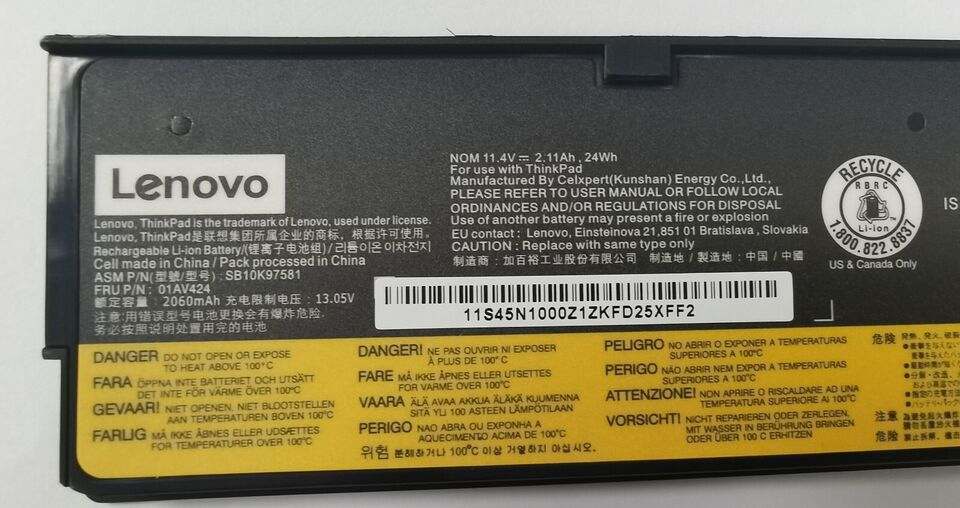 Lenovo
Lenovo, ThinkPad is the trademark of Lenovo, used under license.
Lenovo, ThinkPad是联想集团所属企业的商标，根据许可使用.
Rechargeable Li-ion Battery/(锂离子电池组)/리튬이온 이차전지
Cell made in China / Pack processed in China
ASM P/N(型號/型号): SB10K97581
FRU P/N: 01AV424
额定容量: 2060mAh 充电限制电压: 13.05V
注意:用错误型号电池更换会有爆炸危险.
务必按照说明处置用完的电池
NOM 11.4V⎓ 2.11Ah , 24Wh
For use with ThinkPad
Manufactured By Celxpert(Kunshan) Energy Co.,Ltd.,
PLEASE REFER TO USER MANUAL OR FOLLOW LOCAL
ORDINANCES AND/OR REGULATIONS FOR DISPOSAL
Use of another battery may present a fire or explosion
EU contact : Lenovo, Einsteinova 21,851 01 Bratislava , Slovakia
CAUTION : Replace with same type only
制造商：加百裕工业股份有限公司 制造地／製造地：中国／中國
11S45N1000Z1ZKFD25XFF2
RECYCLE
RBRC
Li-ion
1.800.822.8837
US & Canada Only
IS
DANGER DO NOT OPEN OR EXPOSE
TO HEAT ABOVE 100°C
FARA ÖPPNA INTE BATTERIET OCH UTSÄTT
DET INTE FÖR VÄRME ÖVER 100°C
GEVAAR! NIET OPENEN, NIET BLOOTSTELLEN
AAN TEMPERATUREN BOVEN 100°C
FARLIG MÅ IKKE ÅBNES ELLER UDSÆTTES
FOR TEMPERATURER OVER 100°C
DANGER! NE PAS OUVRIR NI EXPOSER
À PLUS DE 100°C
FARE MÅ IKKE ÅPNES ELLER UTSETTES
FOR VARME OVER 100°C
VAARA ÄLÄ AVAA AKKUA ÄLÄKÄ KUUMENNA
SITÄ YLI 100 ASTEEN LÄMPÖTILAAN
PERIGO NÃO ABRA OU EXPONHA A
AQUECIMENTO ACIMA DE 100°C
위험 분해하거나 100°C 이상 가열하지 마십시오.
PELIGRO NO ABRIR O EXPONER A TEMPERATURAS
SUPERIORES A 100°C
PERIGO NÃO ABRIR NEM EXPOR A TEMPERATURAS
SUPERIORES A 100°C
ATTENZIONE! NON APRIRE O RISCALDARE AD UNA
TEMPERATURA SUPERIORE AI 100°C
VORSICHT! NICHT REPARIEREN ODER ZERLEGEN,
MIT WASSER IN BERÜHRUNG BRINGEN
ODER ÜBER 100 C ERHITZEN
危険 発熱、発火、破裂
注意
危险